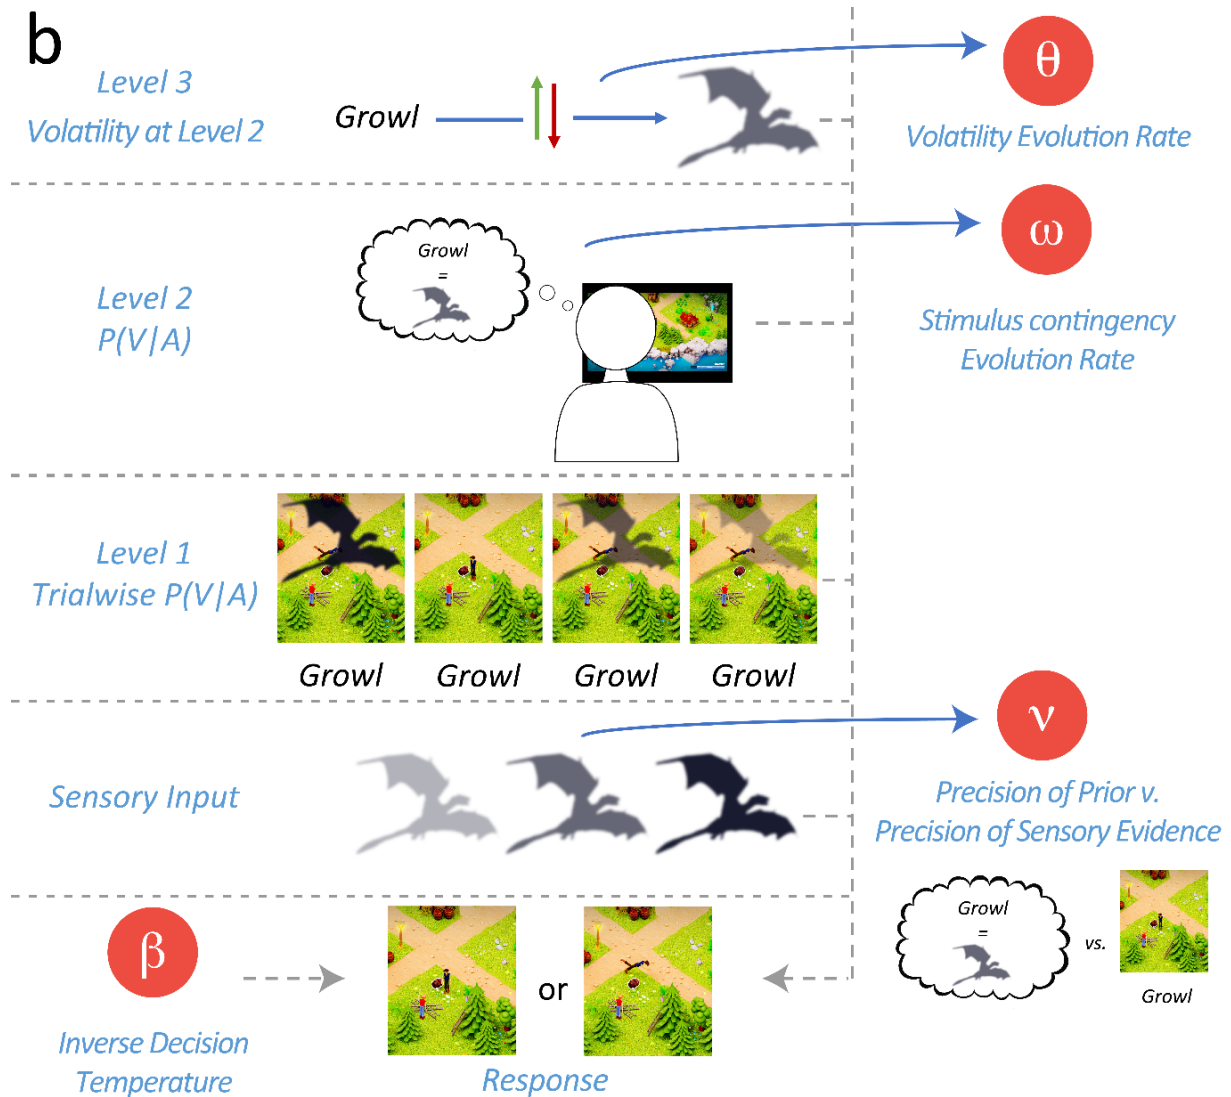 b
Level 3
Volatility at Level 2
Growl
θ
Volatility Evolution Rate
Level 2
P(V|A)
Growl
=
ω
Stimulus contingency
Evolution Rate
Level 1
Trialwise P(V|A)
Growl Growl Growl Growl
Sensory Input
ν
Precision of Prior v.
Precision of Sensory Evidence
Growl
=
vs.
Growl
β
Inverse Decision
Temperature
or
Response